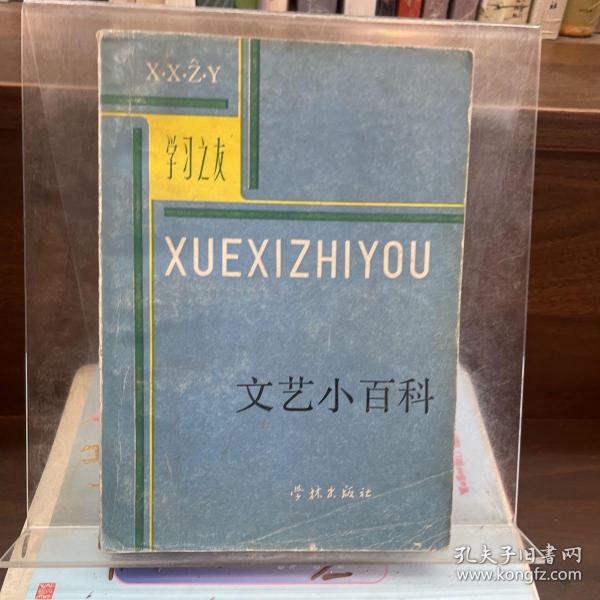 X·X·Ẑ·Y
学习之友
XUEXIZHIYOU
文艺小百科
学林出版社
孔夫子旧书网
www.kongfz.com